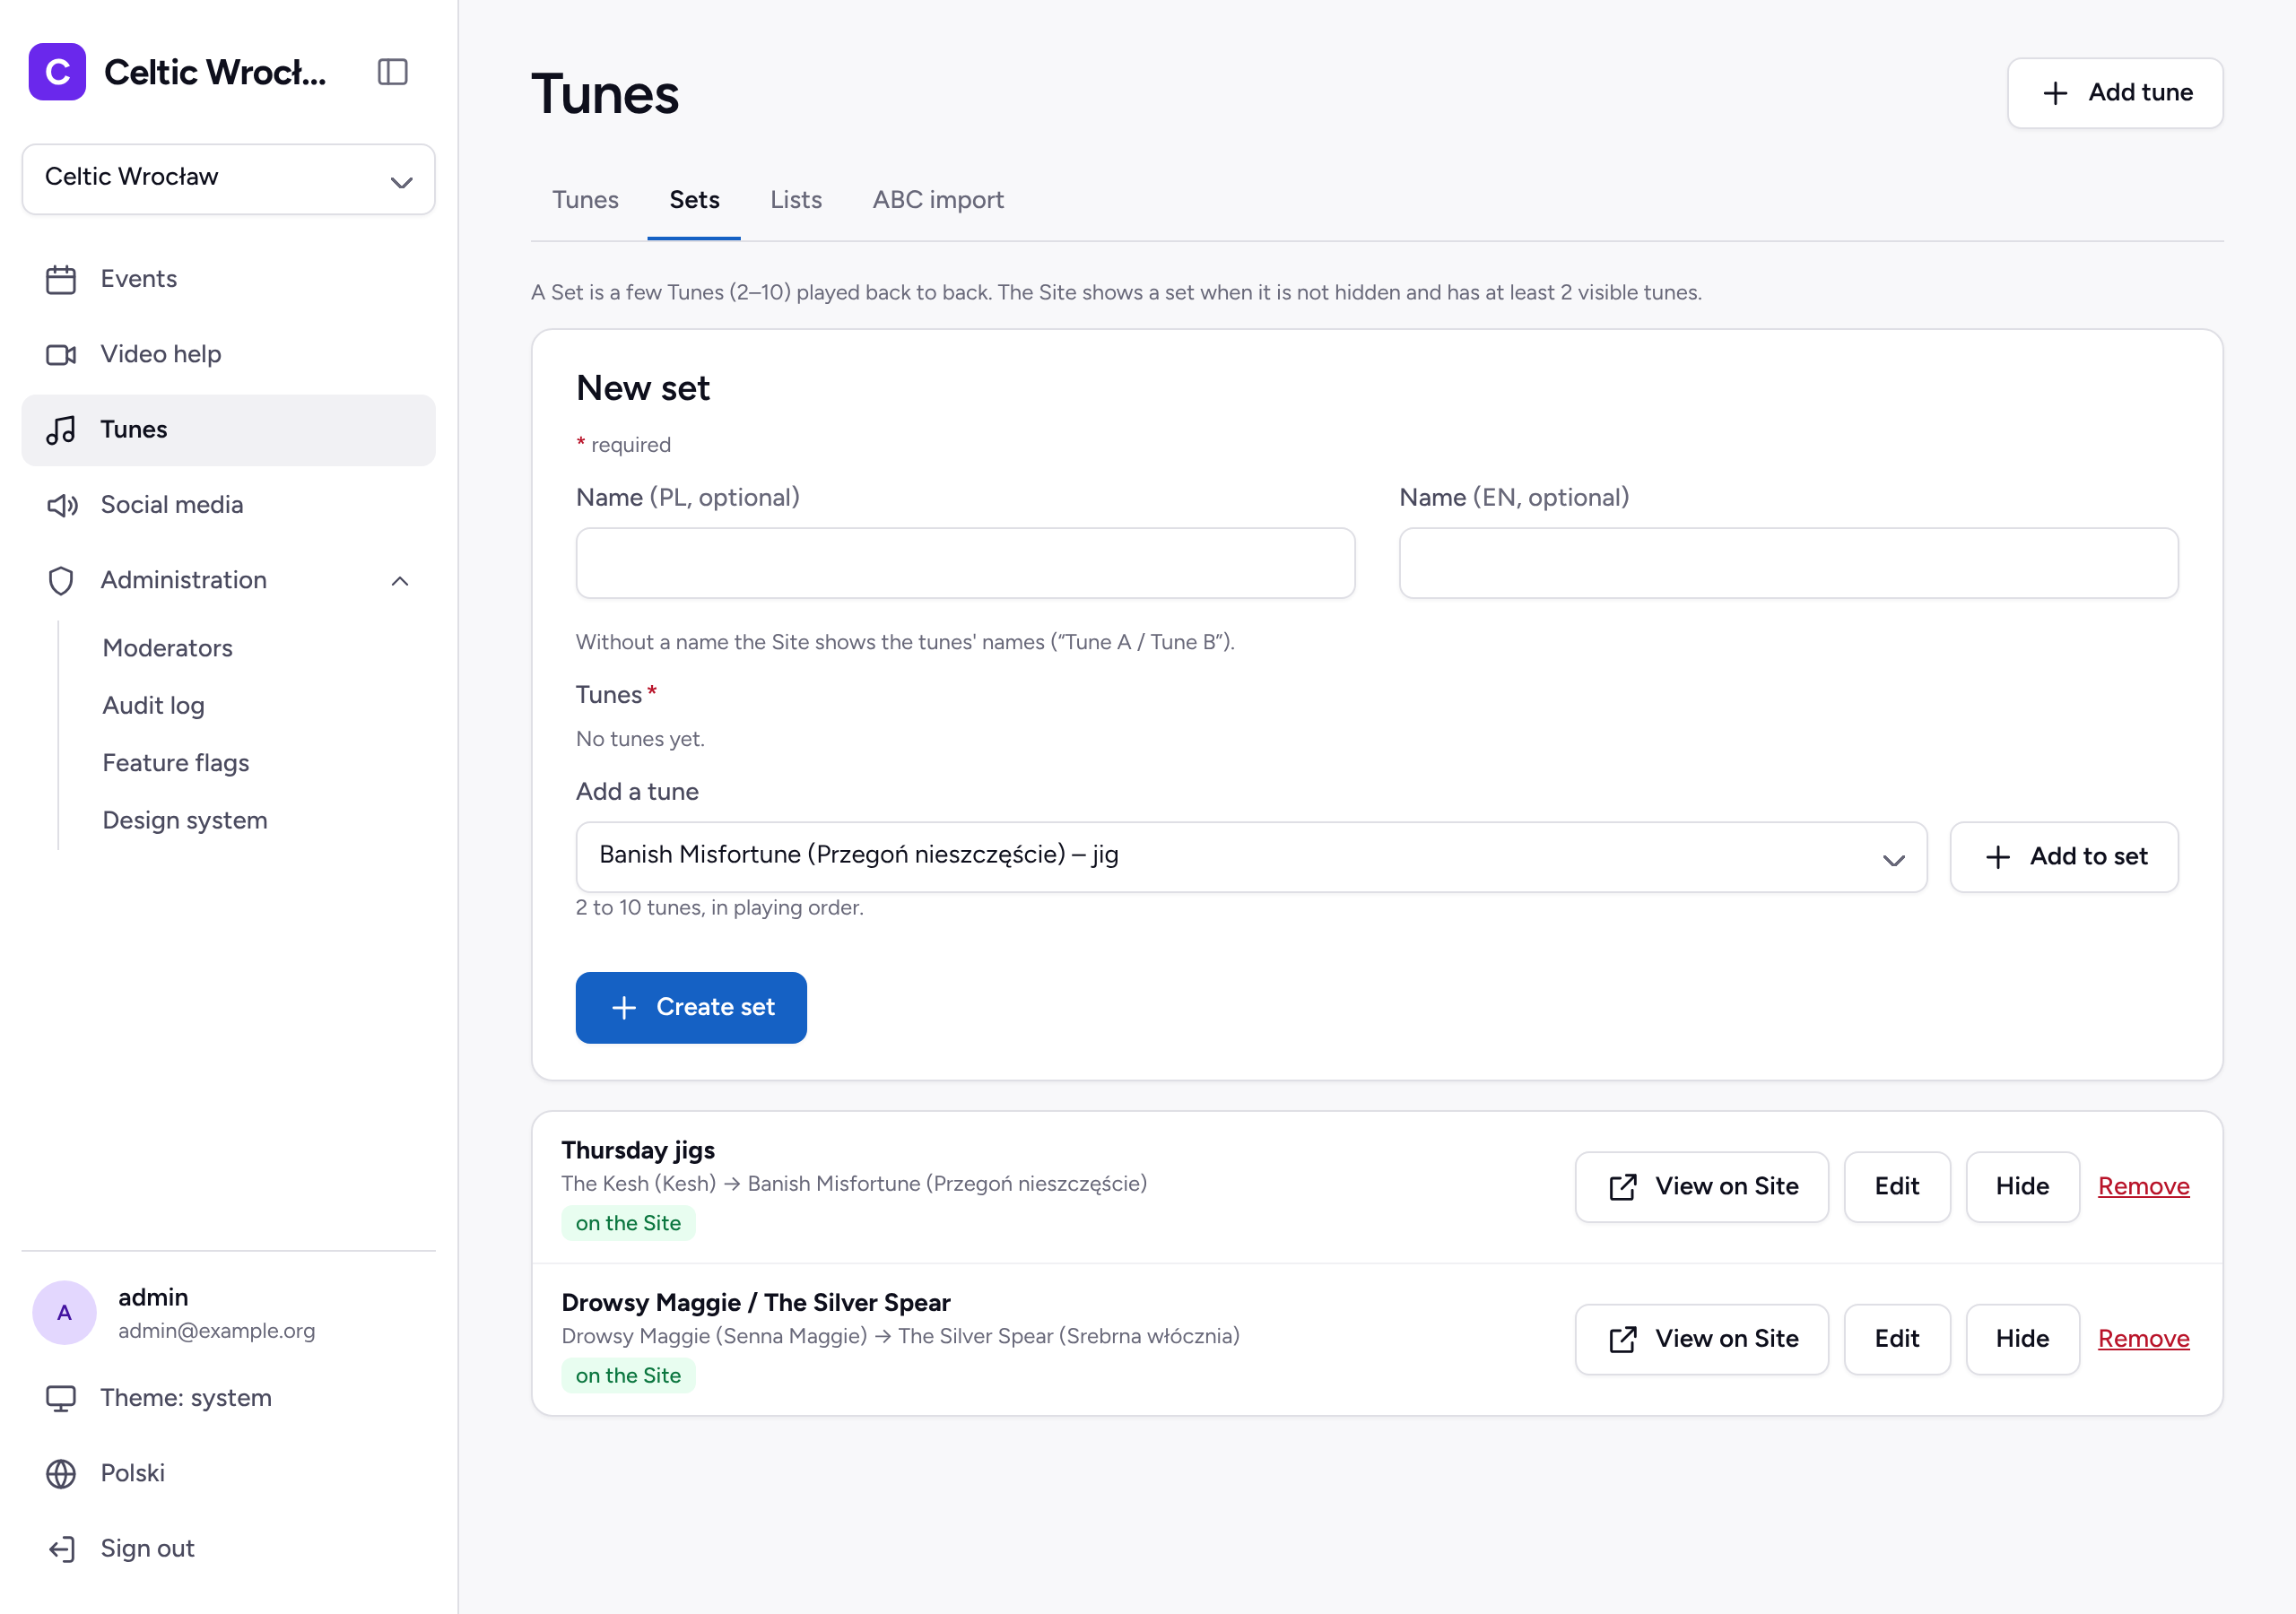 C Celtic Wrocł...
Celtic Wrocław
Events
Video help
Tunes
Social media
Administration
Moderators
Audit log
Feature flags
Design system
A admin
admin@example.org
Theme: system
Polski
Sign out
Tunes
+ Add tune
Tunes Sets Lists ABC import
A Set is a few Tunes (2–10) played back to back. The Site shows a set when it is not hidden and has at least 2 visible tunes.
New set
* required
Name (PL, optional) Name (EN, optional)
Without a name the Site shows the tunes' names (“Tune A / Tune B”).
Tunes *
No tunes yet.
Add a tune
Banish Misfortune (Przegoń nieszczęście) – jig + Add to set
2 to 10 tunes, in playing order.
+ Create set
Thursday jigs
The Kesh (Kesh) → Banish Misfortune (Przegoń nieszczęście)
on the Site
View on Site Edit Hide Remove
Drowsy Maggie / The Silver Spear
Drowsy Maggie (Senna Maggie) → The Silver Spear (Srebrna włócznia)
on the Site
View on Site Edit Hide Remove